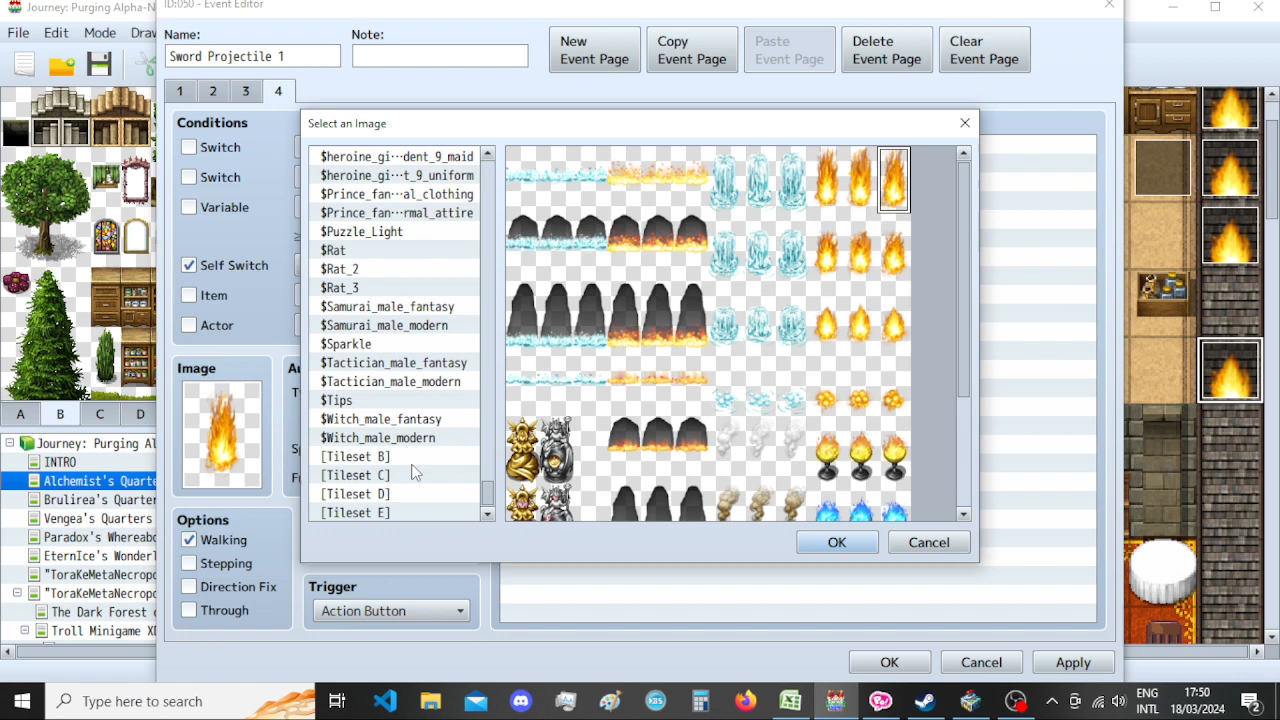 Journey: Purging Alpha-N
ID:050 - Event Editor
File Edit Mode Draw
Name:
Note:
Sword Projectile 1
New
Event Page
Copy
Event Page
Paste
Event Page
Delete
Event Page
Clear
Event Page
1 2 3 4
Conditions
Switch
Switch
Variable
Self Switch
Item
Actor
Image
Options
Walking
Stepping
Direction Fix
Through
Trigger
Action Button
Select an Image
$heroine_gi⋯dent_9_maid
$heroine_gi⋯t_9_uniform
$Prince_fan⋯al_clothing
$Prince_fan⋯rmal_attire
$Puzzle_Light
$Rat
$Rat_2
$Rat_3
$Samurai_male_fantasy
$Samurai_male_modern
$Sparkle
$Tactician_male_fantasy
$Tactician_male_modern
$Tips
$Witch_male_fantasy
$Witch_male_modern
[Tileset B]
[Tileset C]
[Tileset D]
[Tileset E]
OK Cancel
OK Cancel Apply
A B C D
Journey: Purging Al
INTRO
Alchemist's Quarte
Brulirea's Quarter
Vengea's Quarters
Paradox's Whereabo
EternIce's Wonderl
"ToraKeMetaNecropo
"ToraKeMetaNecropo
The Dark Forest
Troll Minigame XD
Type here to search
ENG
INTL
17:50
18/03/2024
2